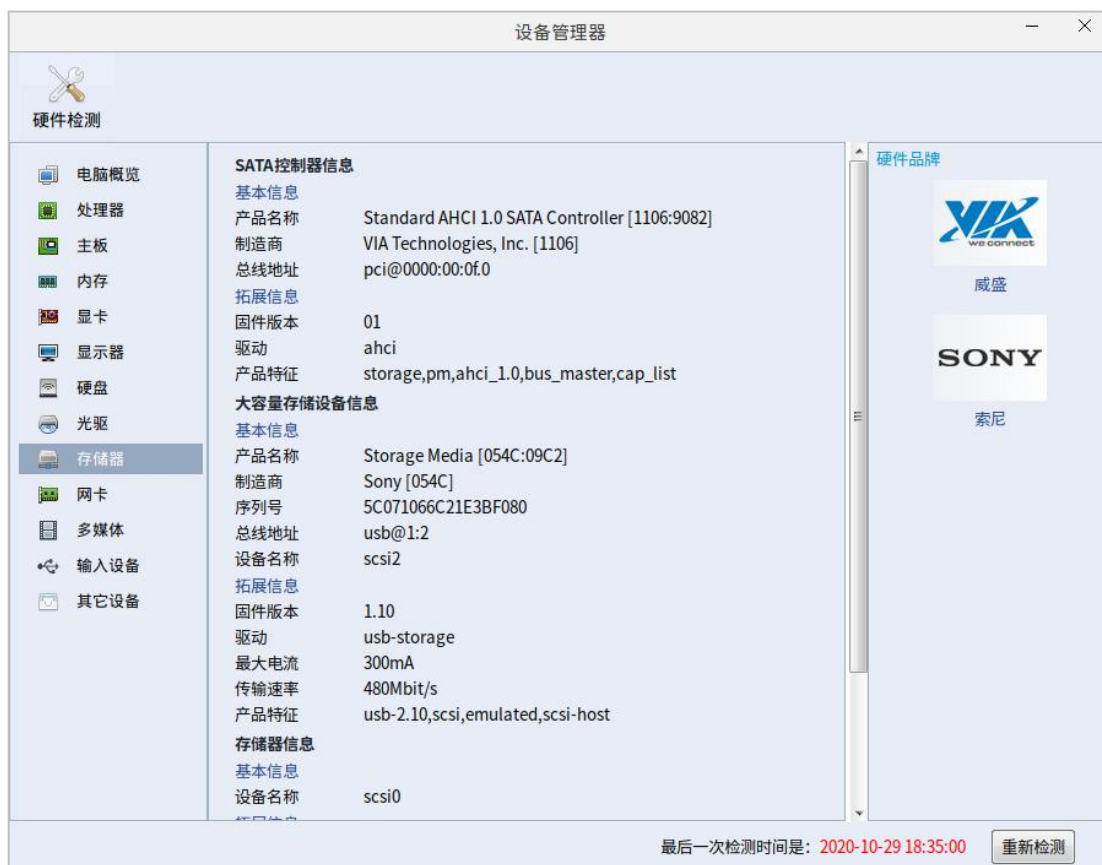 设备管理器
硬件检测
电脑概览
处理器
主板
内存
显卡
显示器
硬盘
光驱
存储器
网卡
多媒体
输入设备
其它设备
SATA控制器信息
基本信息
产品名称 Standard AHCI 1.0 SATA Controller [1106:9082]
制造商 VIA Technologies, Inc. [1106]
总线地址 pci@0000:00:0f.0
拓展信息
固件版本 01
驱动 ahci
产品特征 storage,pm,ahci_1.0,bus_master,cap_list
大容量存储设备信息
基本信息
产品名称 Storage Media [054C:09C2]
制造商 Sony [054C]
序列号 5C071066C21E3BF080
总线地址 usb@1:2
设备名称 scsi2
拓展信息
固件版本 1.10
驱动 usb-storage
最大电流 300mA
传输速率 480Mbit/s
产品特征 usb-2.10,scsi,emulated,scsi-host
存储器信息
基本信息
设备名称 scsi0
硬件品牌
VIA
we connect
威盛
SONY
索尼
最后一次检测时间是：2020-10-29 18:35:00
重新检测